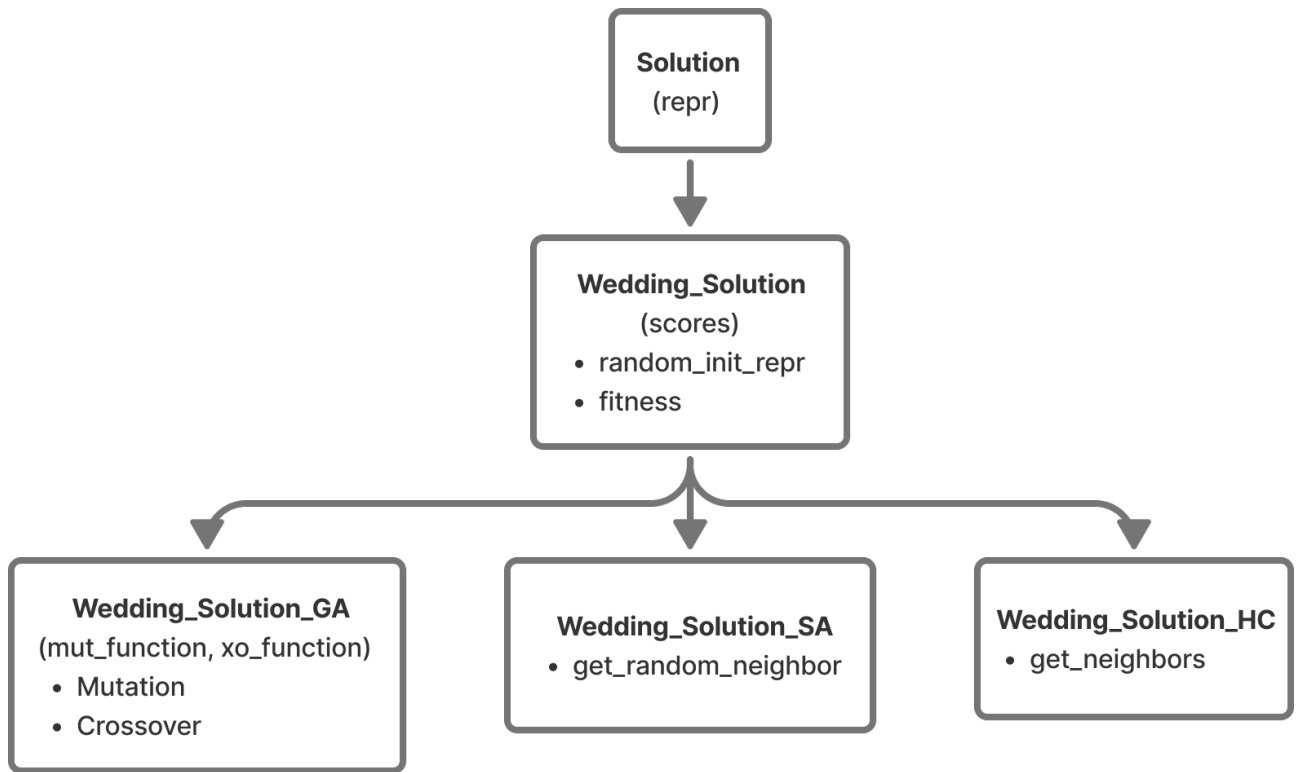 Solution
(repr)
Wedding_Solution
(scores)
• random_init_repr
• fitness
Wedding_Solution_GA
(mut_function, xo_function)
• Mutation
• Crossover
Wedding_Solution_SA
• get_random_neighbor
Wedding_Solution_HC
• get_neighbors